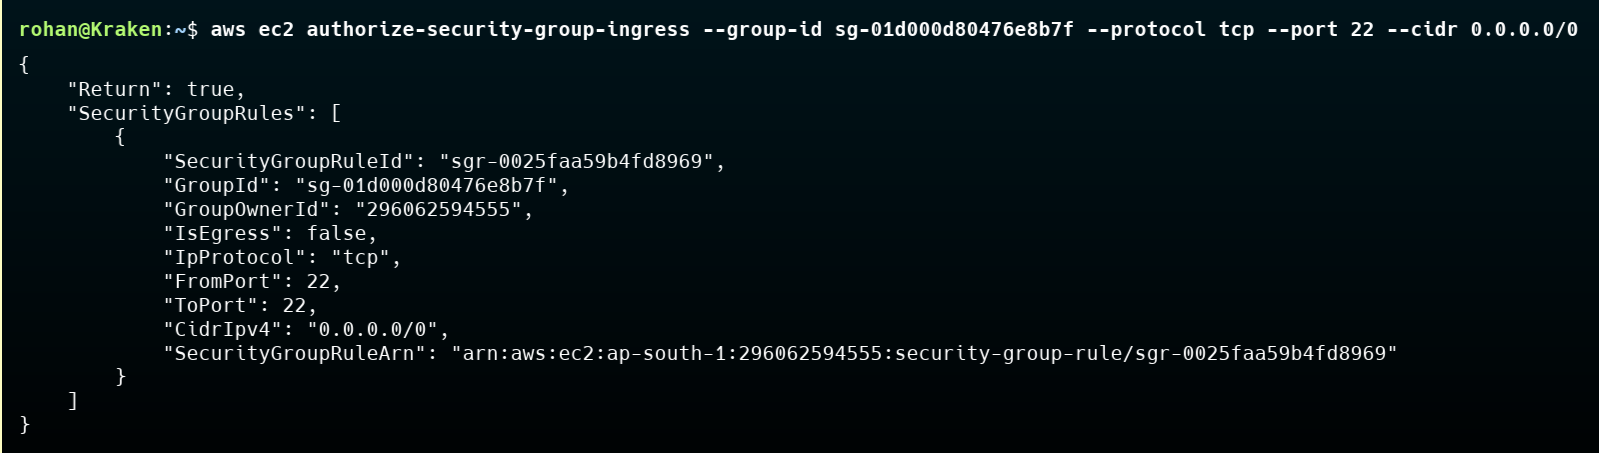 rohan@Kraken:~$ aws ec2 authorize-security-group-ingress --group-id sg-01d000d80476e8b7f --protocol tcp --port 22 --cidr 0.0.0.0/0
{
    "Return": true,
    "SecurityGroupRules": [
        {
            "SecurityGroupRuleId": "sgr-0025faa59b4fd8969",
            "GroupId": "sg-01d000d80476e8b7f",
            "GroupOwnerId": "296062594555",
            "IsEgress": false,
            "IpProtocol": "tcp",
            "FromPort": 22,
            "ToPort": 22,
            "CidrIpv4": "0.0.0.0/0",
            "SecurityGroupRuleArn": "arn:aws:ec2:ap-south-1:296062594555:security-group-rule/sgr-0025faa59b4fd8969"
        }
    ]
}